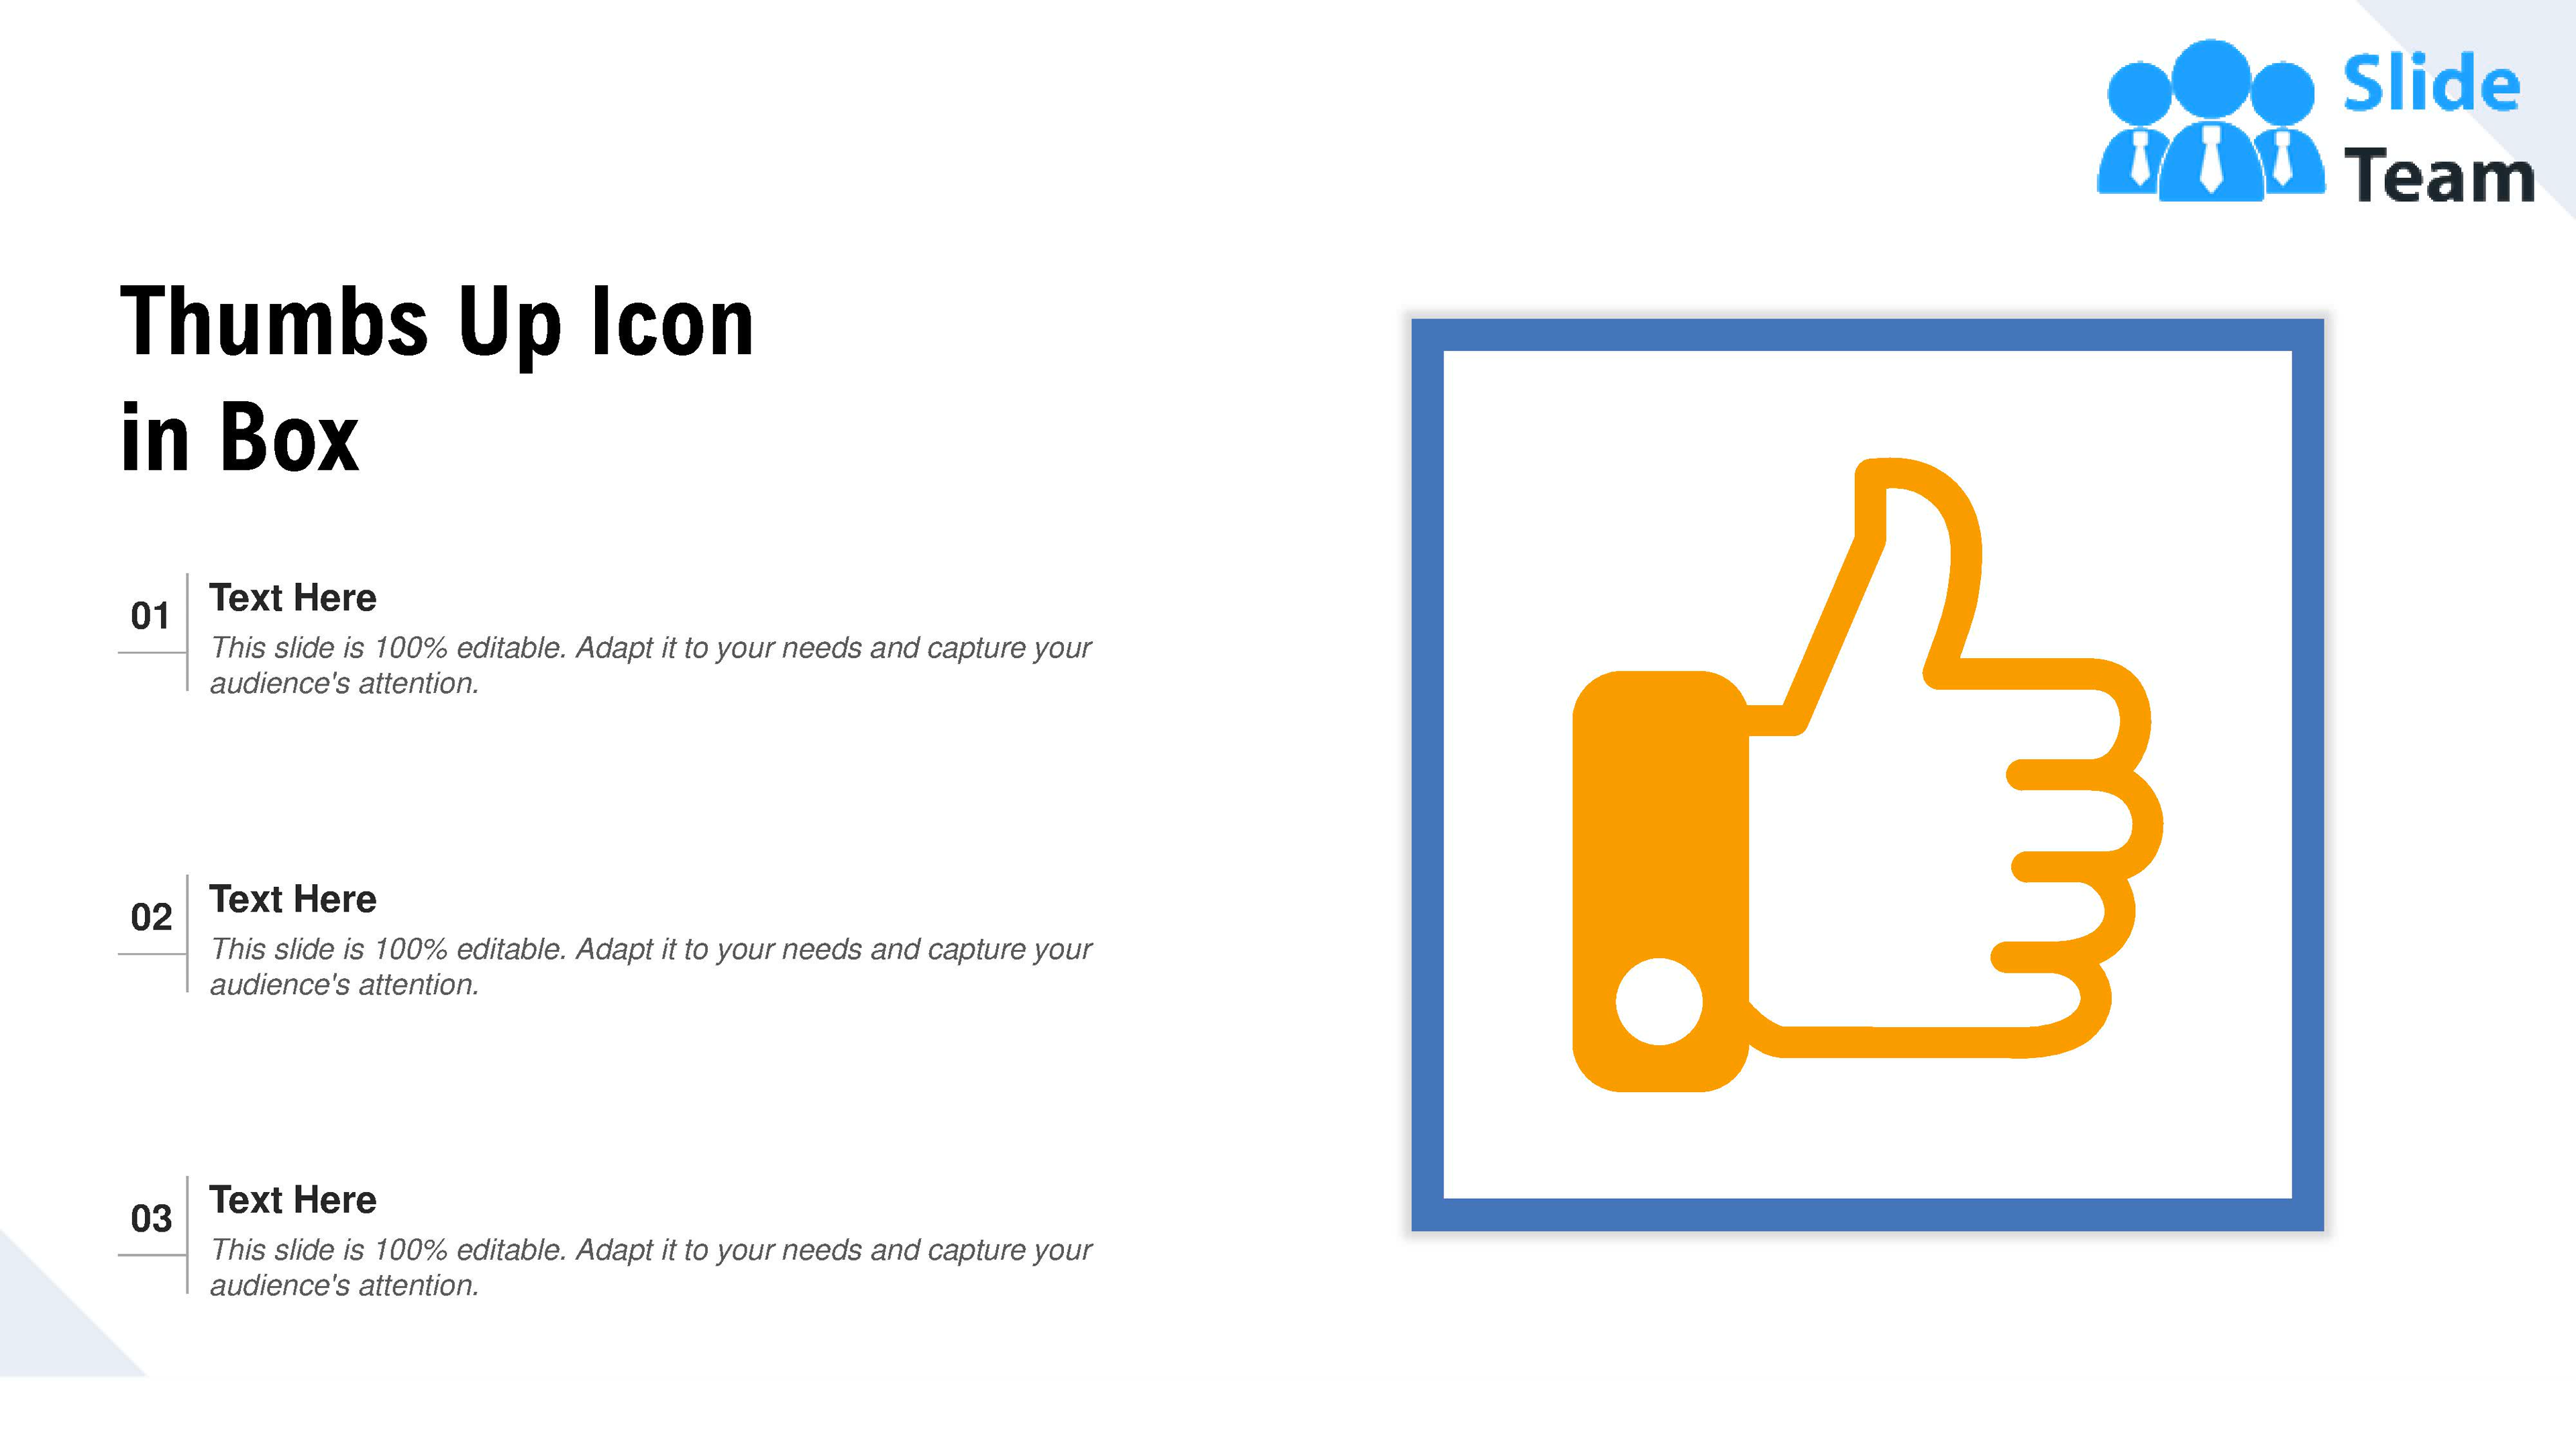 Slide
Team
Thumbs Up Icon
in Box
01
Text Here
This slide is 100% editable. Adapt it to your needs and capture your
audience's attention.
02
Text Here
This slide is 100% editable. Adapt it to your needs and capture your
audience's attention.
03
Text Here
This slide is 100% editable. Adapt it to your needs and capture your
audience's attention.